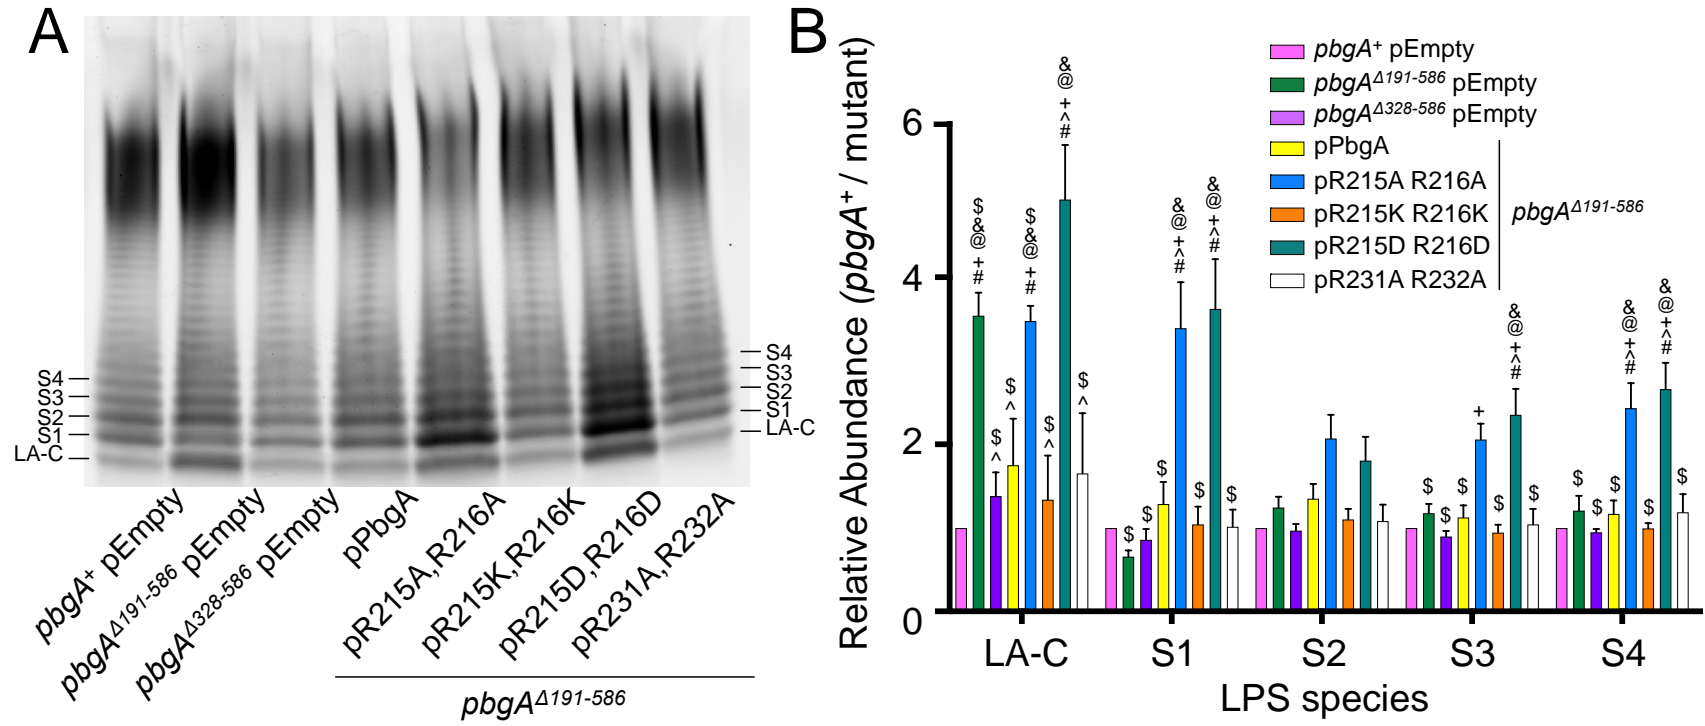 A
S4
S3
S2
S1
LA-C
S4
S3
S2
S1
LA-C
pbgA+ pEmpty
pbgAΔ191-586 pEmpty
pbgAΔ328-586 pEmpty
pPbgA
pR215A,R216A
pR215K,R216K
pR215D,R216D
pR231A,R232A
pbgAΔ191-586
B
Relative Abundance (pbgA+ / mutant)
6
4
2
0
pbgA+ pEmpty
pbgAΔ191-586 pEmpty
pbgAΔ328-586 pEmpty
pPbgA
pR215A R216A
pR215K R216K
pR215D R216D
pR231A R232A
pbgAΔ191-586
$&@+#
$^
$^
$&@+#
$^
&@+^#
$^
$
$
$
&@+^#
$
&@+^#
$
$
$
$
+
$
&@+^#
$
$
$
$
&@+^#
$
&@+^#
$
LA-C
S1
S2
S3
S4
LPS species